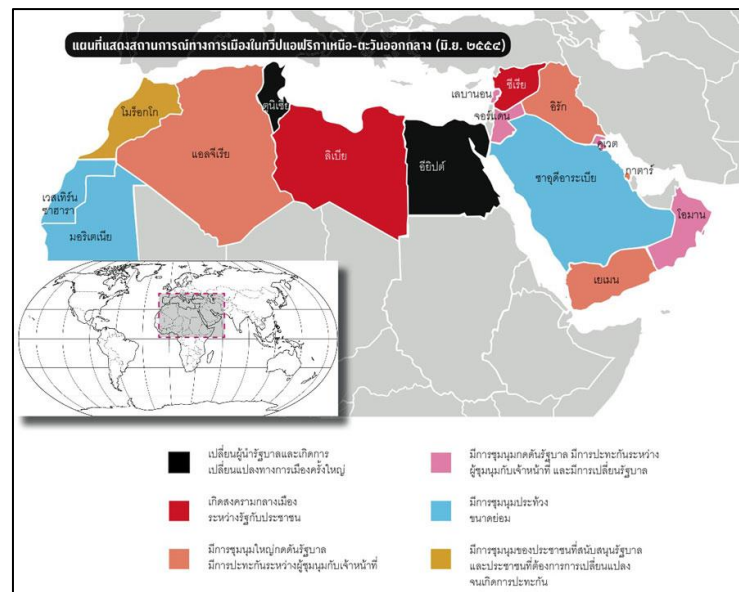 แผนที่แสดงสถานการณ์ทางการเมืองในทวีปแอฟริกาเหนือ-ตะวันออกกลาง (มิ.ย. ๒๕๕๔)
โมร็อกโก
ตูนิเซีย
แอลจีเรีย
ลิเบีย
อียิปต์
เวสเทิร์น
ซาฮารา
มอริเตเนีย
เลบานอน
ซีเรีย
จอร์แดน
อิรัก
คูเวต
ซาอุดีอาระเบีย
กาตาร์
โอมาน
เยเมน
เปลี่ยนผู้นำรัฐบาลและเกิดการ
เปลี่ยนแปลงทางการเมืองครั้งใหญ่
เกิดสงครามกลางเมือง
ระหว่างรัฐกับประชาชน
มีการชุมนุมใหญ่กดดันรัฐบาล
มีการปะทะกันระหว่างผู้ชุมนุมกับเจ้าหน้าที่
มีการชุมนุมกดดันรัฐบาล มีการปะทะกันระหว่าง
ผู้ชุมนุมกับเจ้าหน้าที่ และมีการเปลี่ยนรัฐบาล
มีการชุมนุมประท้วง
ขนาดย่อม
มีการชุมนุมของประชาชนที่สนับสนุนรัฐบาล
และประชาชนที่ต้องการการเปลี่ยนแปลง
จนเกิดการปะทะกัน